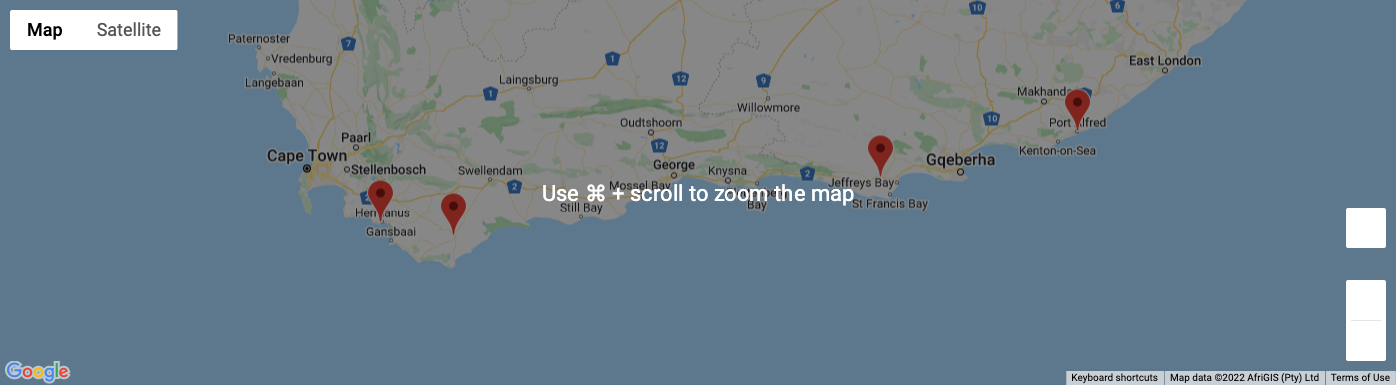 Map
Satellite
10
6
Paternoster
7
Vredenburg
1
East London
Langebaan
Laingsburg
12
9
1
Willowmore
Makhanda
Oudtshoorn
10
Port Alfred
Paarl
12
Kenton-on-Sea
Cape Town
George
Gqeberha
Stellenbosch
Swellendam
Knysna
2
Jeffreys Bay
2
Mossel Bay
Use ⌘ + scroll to zoom the map
Bay
St Francis Bay
Hermanus
Still Bay
Gansbaai
Google
Keyboard shortcuts
Map data ©2022 AfriGIS (Pty) Ltd
Terms of Use